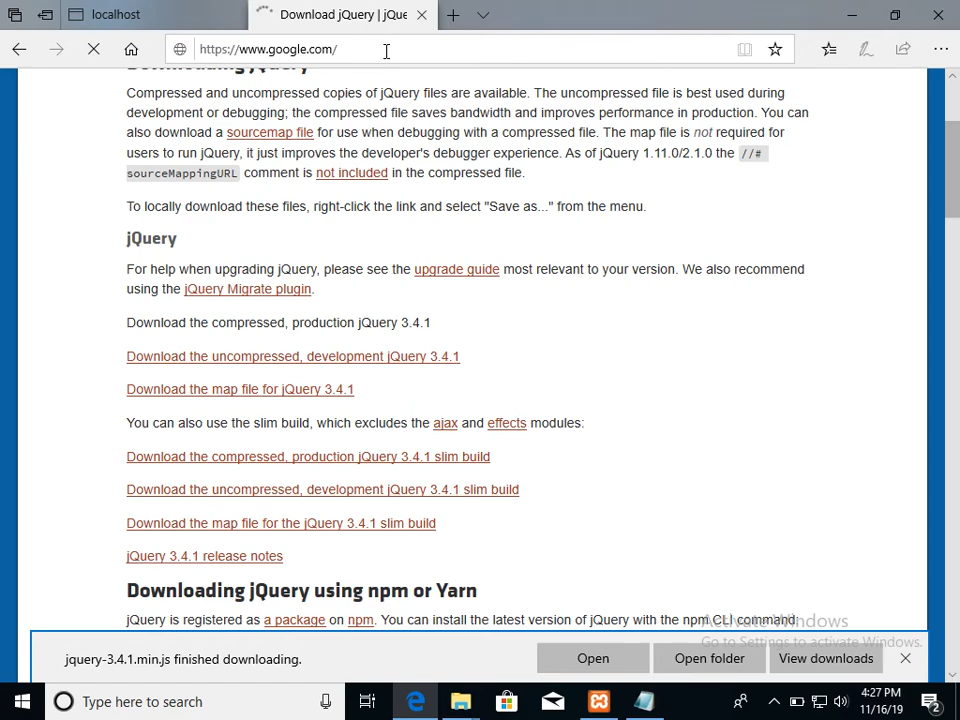 localhost
Download jQuery | jQue
https://www.google.com/
Downloading jQuery
Compressed and uncompressed copies of jQuery files are available. The uncompressed file is best used during
development or debugging; the compressed file saves bandwidth and improves performance in production. You can
also download a sourcemap file for use when debugging with a compressed file. The map file is not required for
users to run jQuery, it just improves the developer's debugger experience. As of jQuery 1.11.0/2.1.0 the //#
sourceMappingURL comment is not included in the compressed file.
To locally download these files, right-click the link and select "Save as..." from the menu.
jQuery
For help when upgrading jQuery, please see the upgrade guide most relevant to your version. We also recommend
using the jQuery Migrate plugin.
Download the compressed, production jQuery 3.4.1
Download the uncompressed, development jQuery 3.4.1
Download the map file for jQuery 3.4.1
You can also use the slim build, which excludes the ajax and effects modules:
Download the compressed, production jQuery 3.4.1 slim build
Download the uncompressed, development jQuery 3.4.1 slim build
Download the map file for the jQuery 3.4.1 slim build
jQuery 3.4.1 release notes
Downloading jQuery using npm or Yarn
jQuery is registered as a package on npm. You can install the latest version of jQuery with the npm CLI command
Activate Windows
Go to Settings to activate Windows.
jquery-3.4.1.min.js finished downloading.
Open
Open folder
View downloads
Type here to search
4:27 PM
11/16/19
2